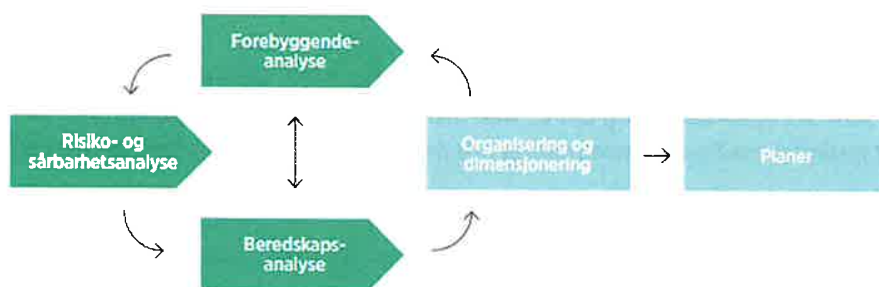 Forebyggende-
analyse
Risiko- og
sårbarhetsanalyse
Organisering og
dimensjonering
Planer
Beredskaps-
analyse